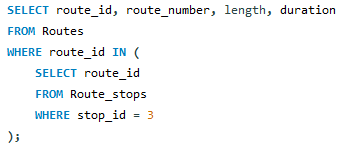 SELECT route_id, route_number, length, duration
FROM Routes
WHERE route_id IN (
    SELECT route_id
    FROM Route_stops
    WHERE stop_id = 3
);